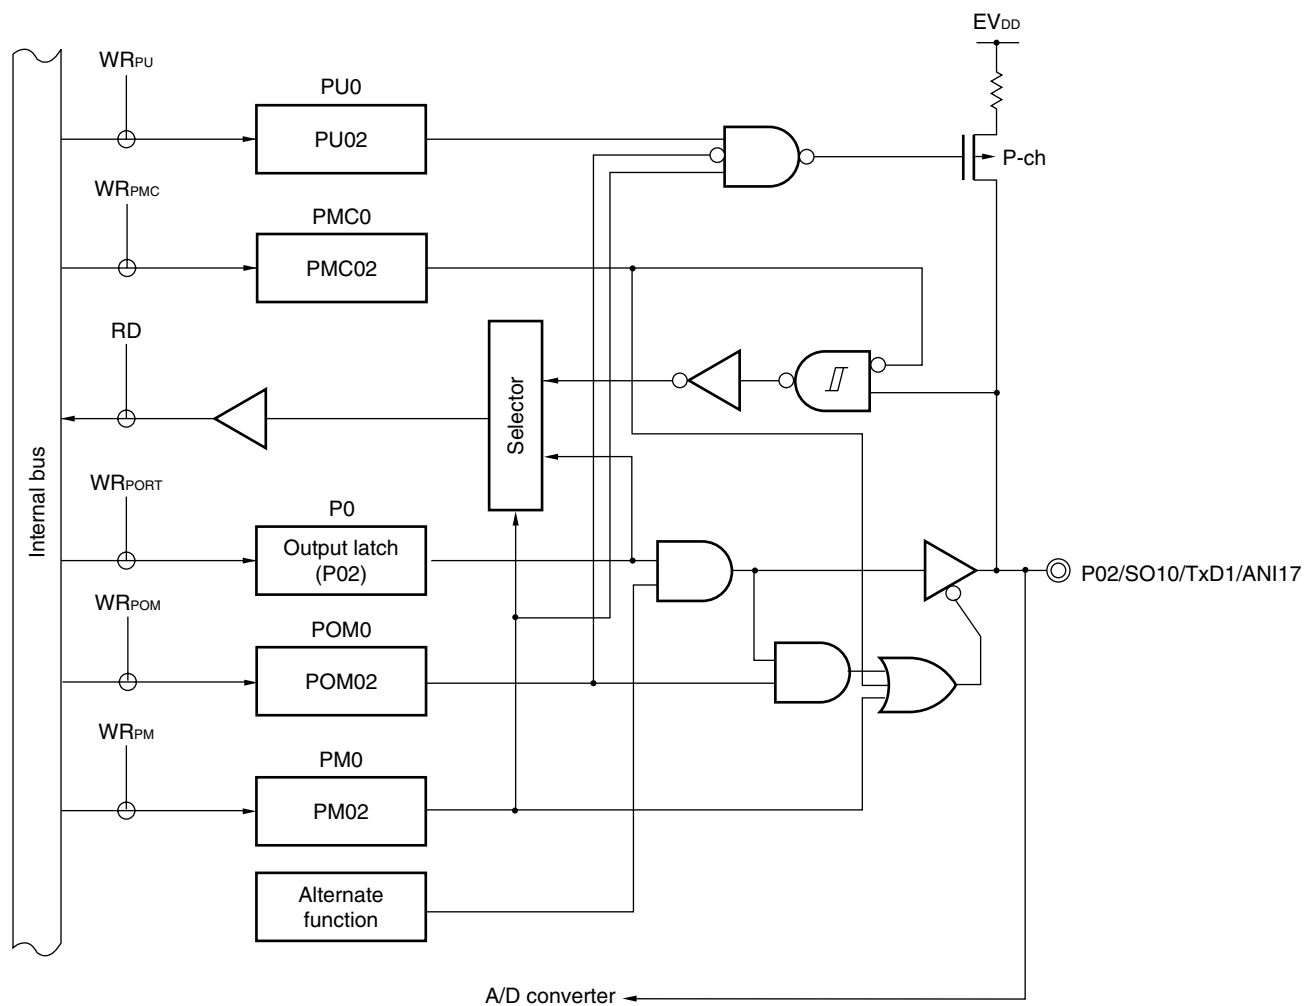 EVDD
WRPU
PU0
PU02
P-ch
WRPMC
PMC0
PMC02
RD
Selector
Internal bus
WRPORT
P0
Output latch
(P02)
P02/SO10/TxD1/ANI17
WRPOM
POM0
POM02
WRPM
PM0
PM02
Alternate
function
A/D converter